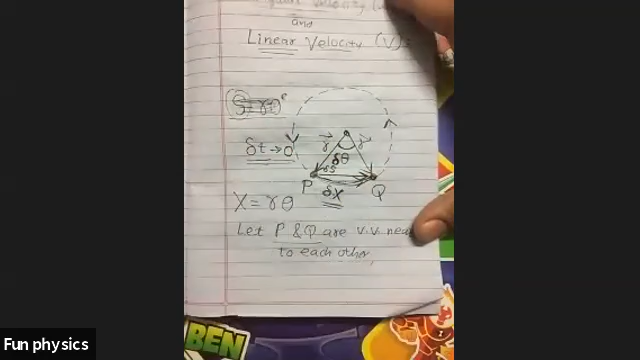 and
Linear Velocity (V):
δt → 0
r
r
δθ
δS
P
δX
Q
X = rθ
Let P & Q are v.v. near
to each other,
BEN
Fun physics